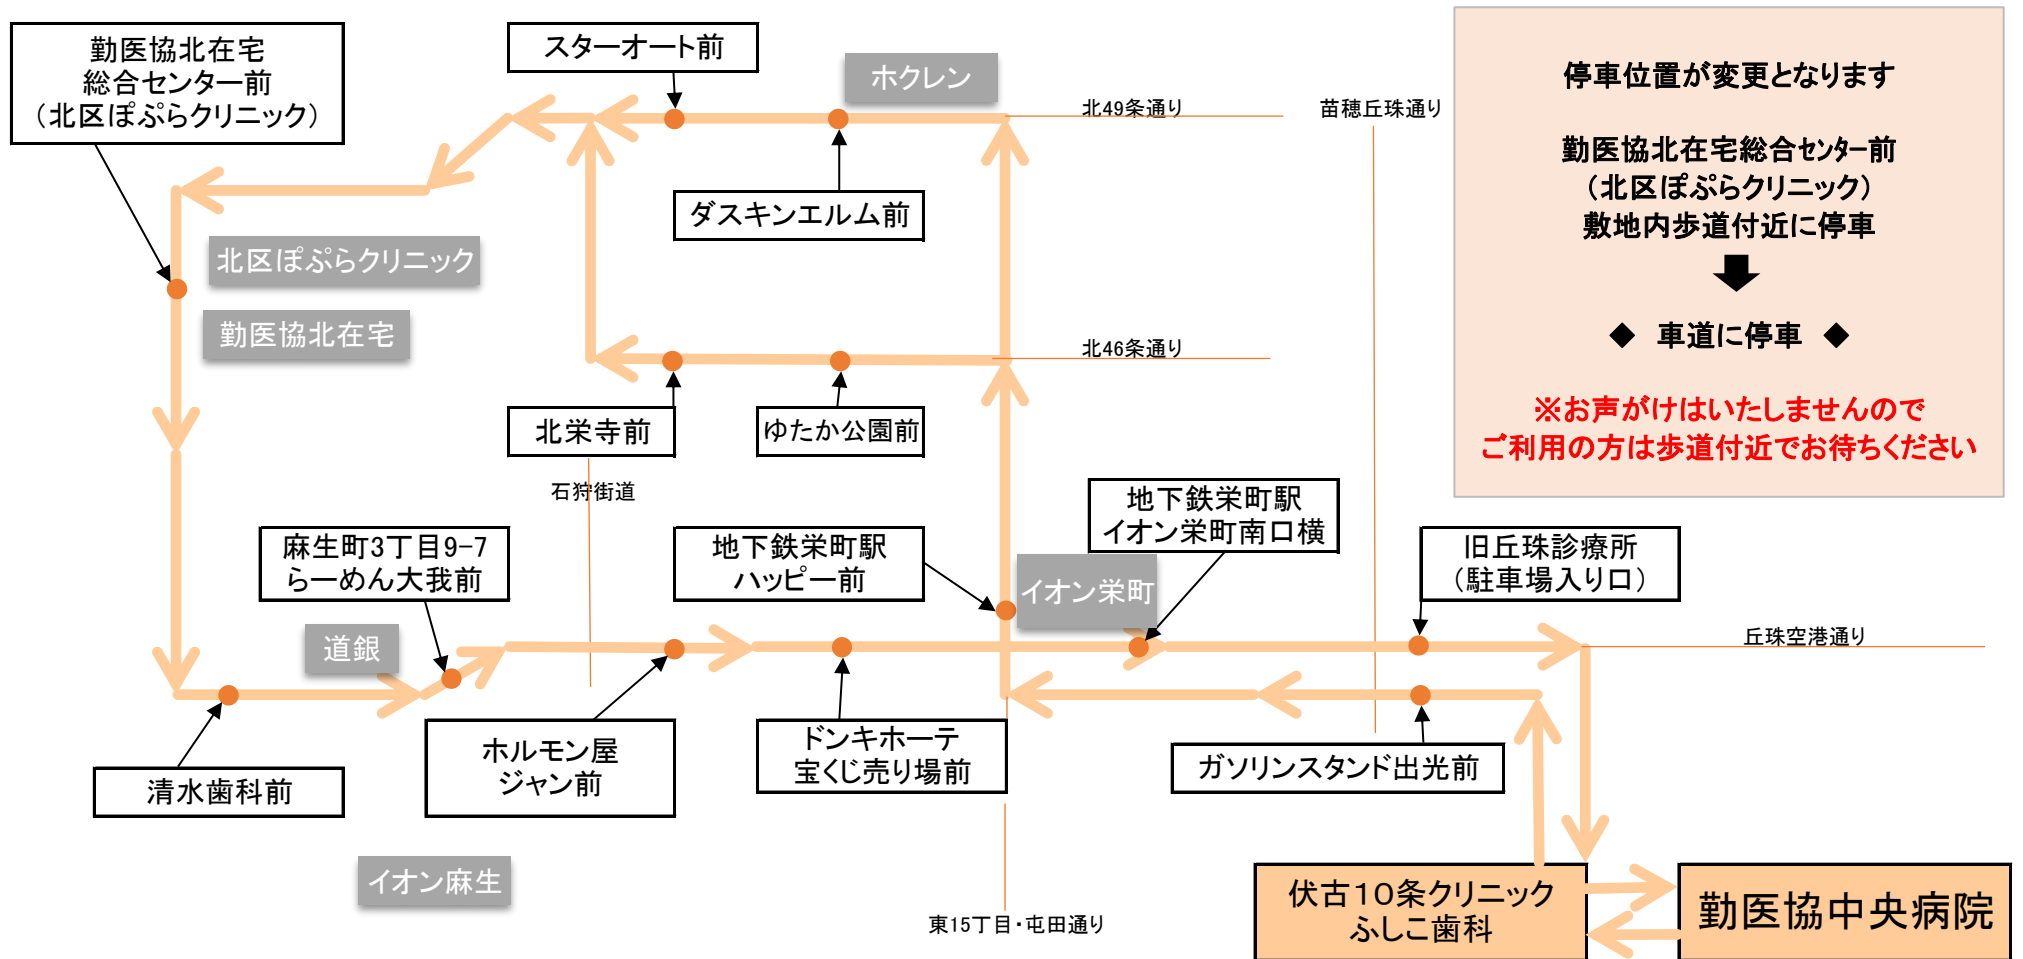 勤医協北在宅
総合センター前
（北区ぽぷらクリニック）
スターオート前
ホクレン
北49条通り
苗穂丘珠通り
停車位置が変更となります
勤医協北在宅総合ｾﾝﾀｰ前
（北区ぽぷらクリニック）
敷地内歩道付近に停車
◆　車道に停車　◆
※お声がけはいたしませんので
ご利用の方は歩道付近でお待ちください
ダスキンエルム前
北区ぽぷらクリニック
勤医協北在宅
北46条通り
北栄寺前
ゆたか公園前
石狩街道
麻生町3丁目9-7
らーめん大我前
地下鉄栄町駅
ハッピー前
地下鉄栄町駅
イオン栄町南口横
イオン栄町
旧丘珠診療所
（駐車場入り口）
道銀
丘珠空港通り
清水歯科前
ホルモン屋
ジャン前
ドンキホーテ
宝くじ売り場前
ガソリンスタンド出光前
イオン麻生
東15丁目・屯田通り
伏古１０条クリニック
ふしこ歯科
勤医協中央病院